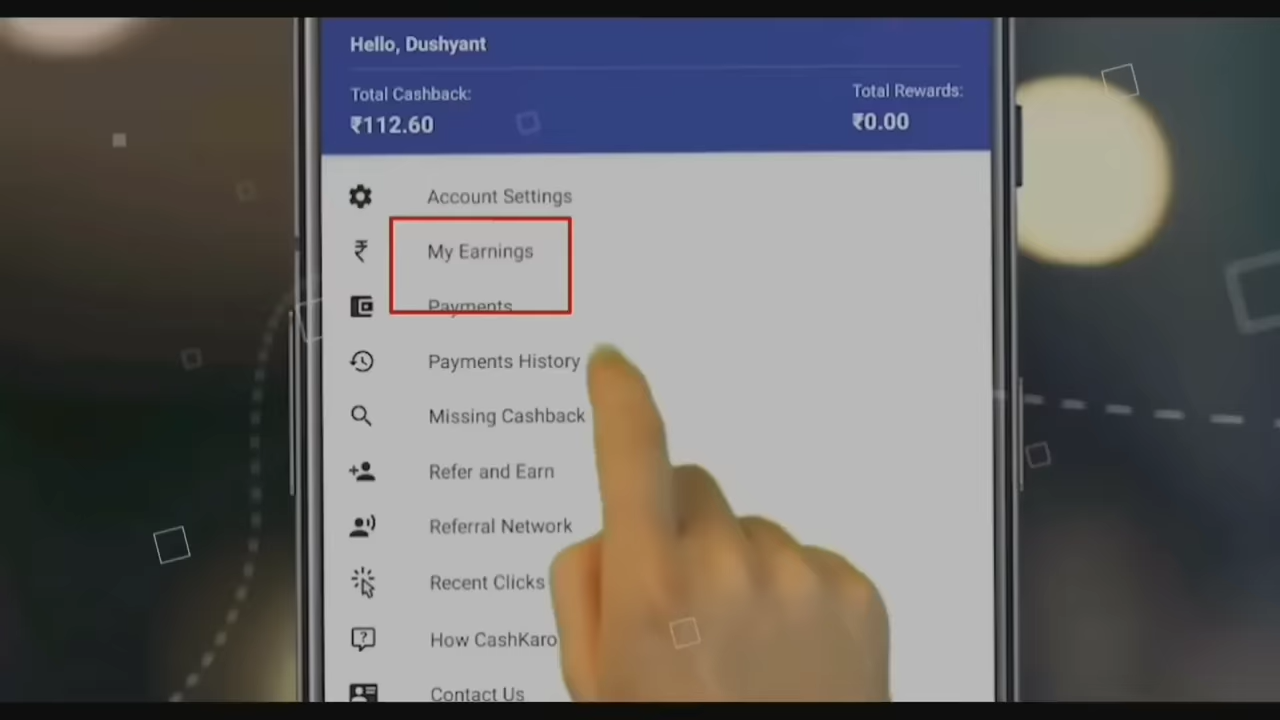 Hello, Dushyant
Total Cashback:
Total Rewards:
₹112.60
₹0.00
Account Settings
My Earnings
Payments
Payments History
Missing Cashback
Refer and Earn
Referral Network
Recent Clicks
How CashKaro
Contact Us